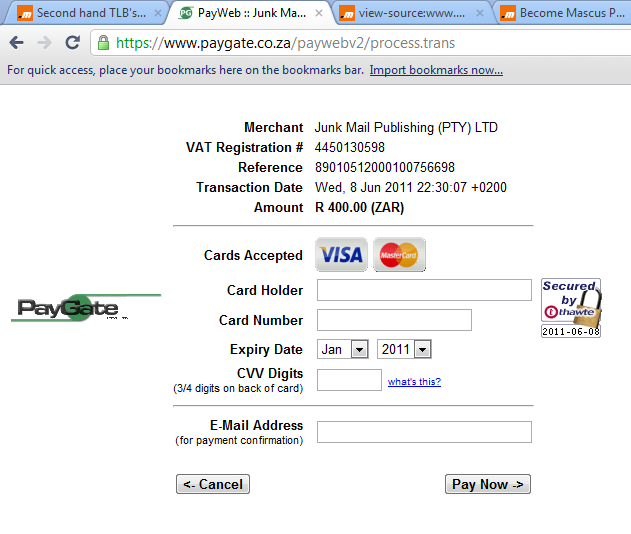 Second hand TLB's...
PayWeb :: Junk Ma...
view-source:www....
Become Mascus P...
https://www.paygate.co.za/paywebv2/process.trans
For quick access, place your bookmarks here on the bookmarks bar. Import bookmarks now...
Merchant Junk Mail Publishing (PTY) LTD
VAT Registration # 4450130598
Reference 89010512000100756698
Transaction Date Wed, 8 Jun 2011 22:30:07 +0200
Amount R 400.00 (ZAR)
Cards Accepted VISA MasterCard
Card Holder
Card Number
Expiry Date Jan 2011
CVV Digits
(3/4 digits on back of card) what's this?
E-Mail Address
(for payment confirmation)
<- Cancel Pay Now ->
PayGate
Secured
by
thawte
2011-06-08